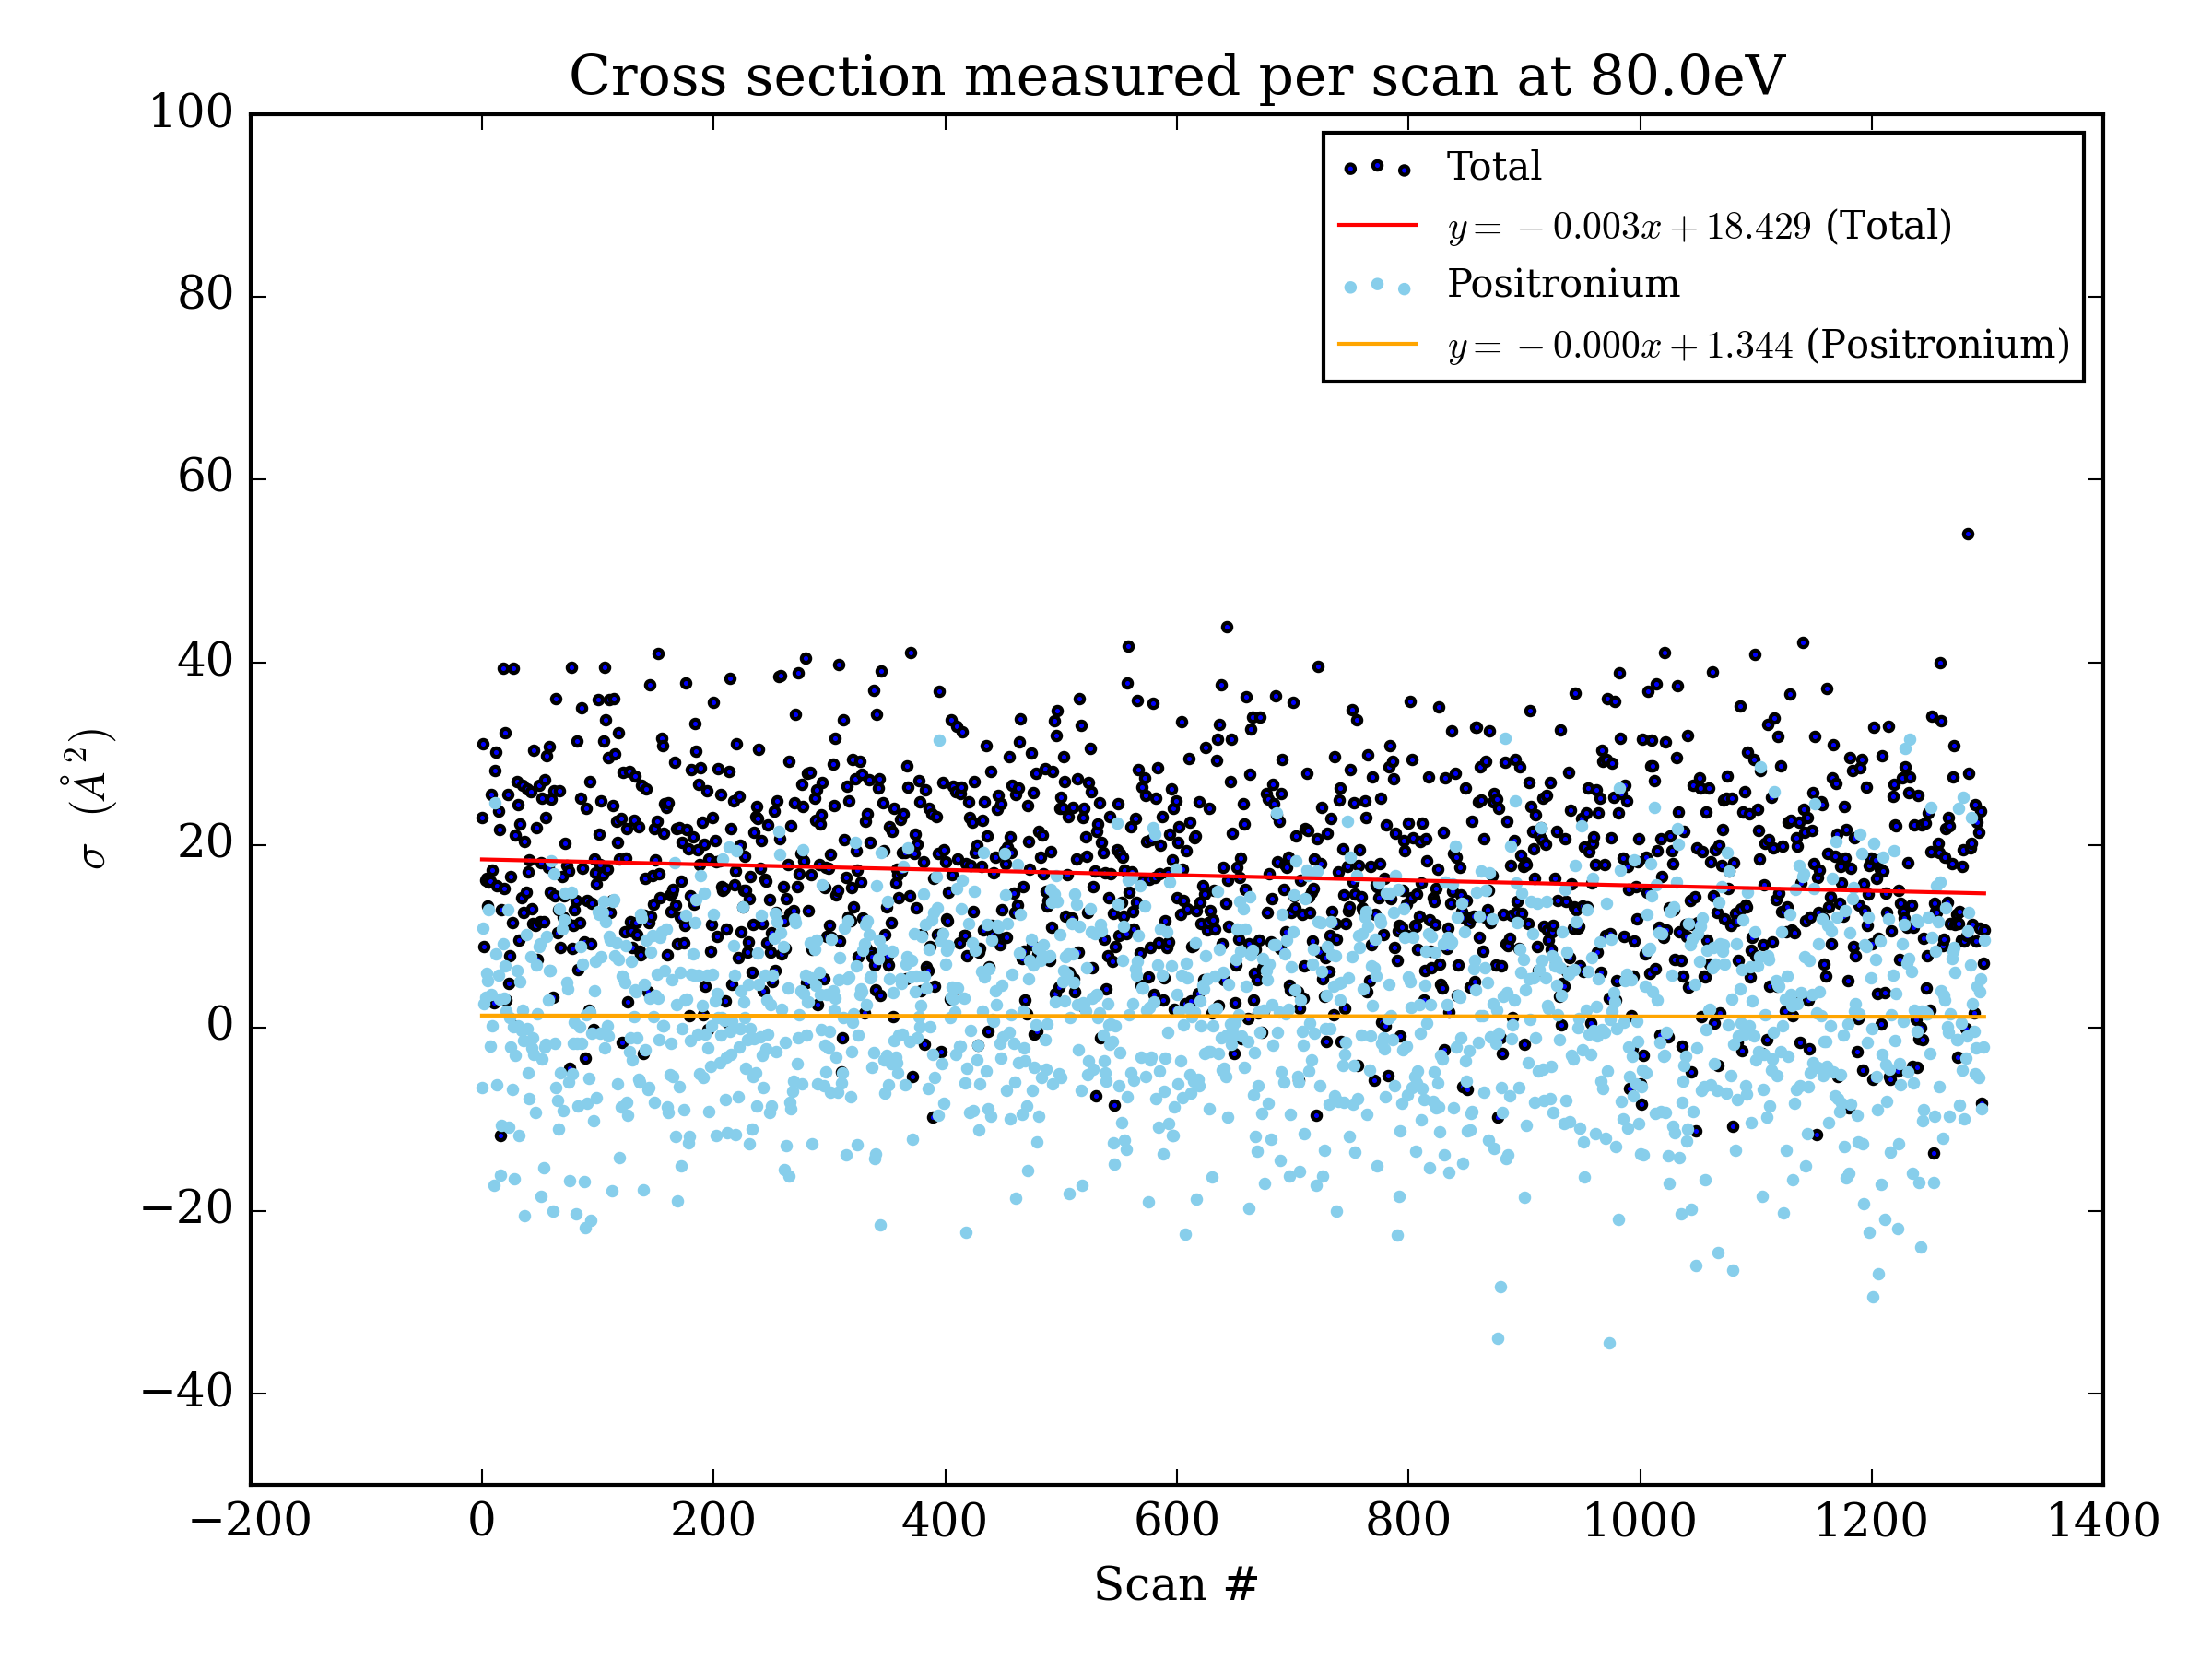 Cross section measured per scan at 80.0eV
100
80
60
40
20
0
−20
−40
σ (Å²)
Total
y = −0.003x + 18.429 (Total)
Positronium
y = −0.000x + 1.344 (Positronium)
−200 0 200 400 600 800 1000 1200 1400
Scan #